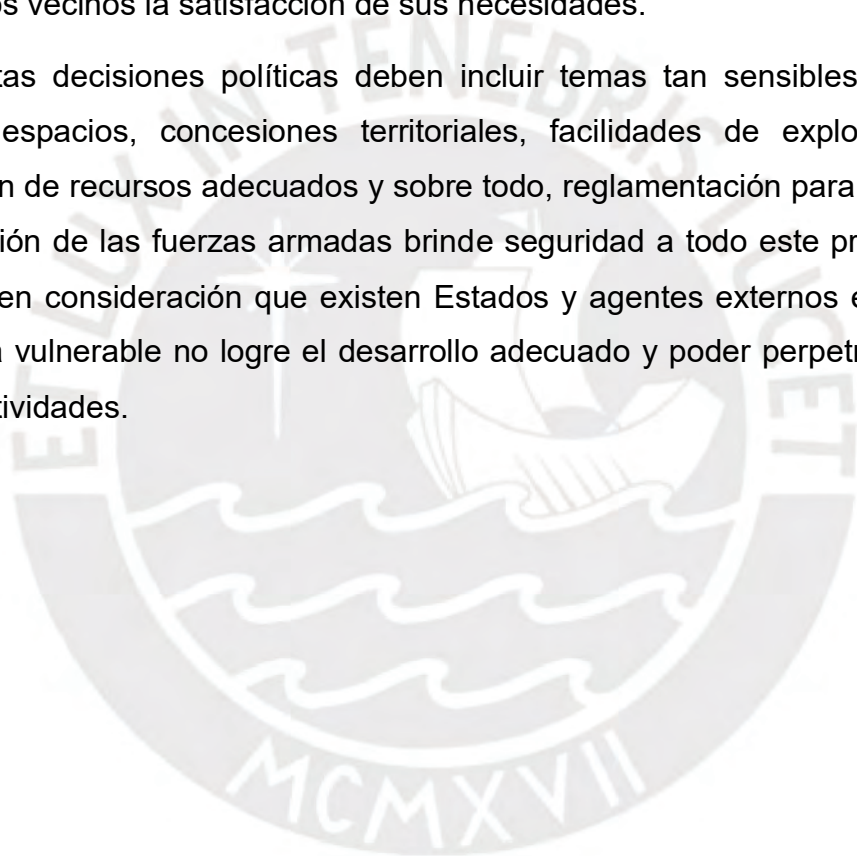 os vecinos la satisfacción de sus necesidades.
tas decisiones políticas deben incluir temas tan sensibles
espacios, concesiones territoriales, facilidades de explo
n de recursos adecuados y sobre todo, reglamentación para
ión de las fuerzas armadas brinde seguridad a todo este pr
en consideración que existen Estados y agentes externos e
a vulnerable no logre el desarrollo adecuado y poder perpetr
tividades.
ET LUX IN TENEBRIS LUCET
MCMXVII